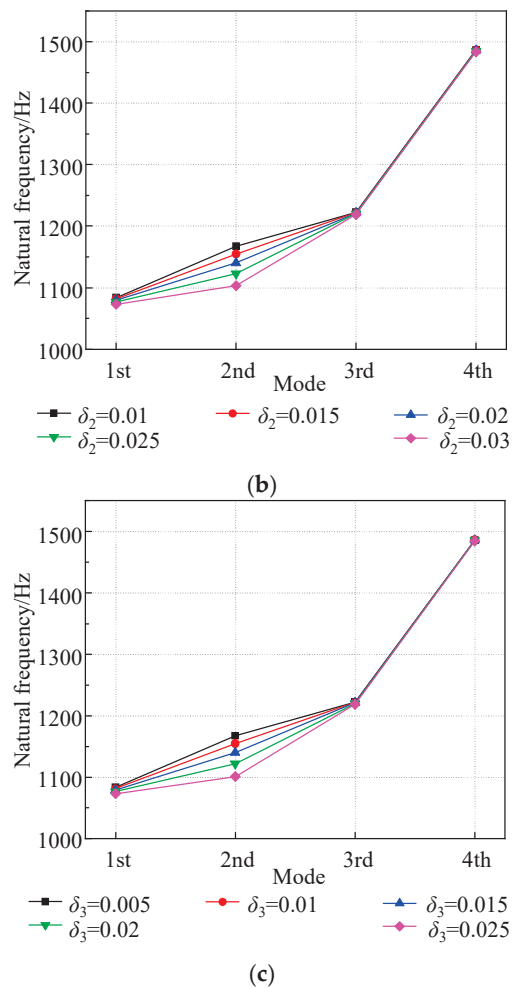 1500
1400
1300
1200
1100
1000
Natural frequency/Hz
1st 2nd 3rd 4th
Mode
δ₂=0.01 δ₂=0.015 δ₂=0.02
δ₂=0.025 δ₂=0.03
(b)
1500
1400
1300
1200
1100
1000
Natural frequency/Hz
1st 2nd 3rd 4th
Mode
δ₃=0.005 δ₃=0.01 δ₃=0.015
δ₃=0.02 δ₃=0.025
(c)